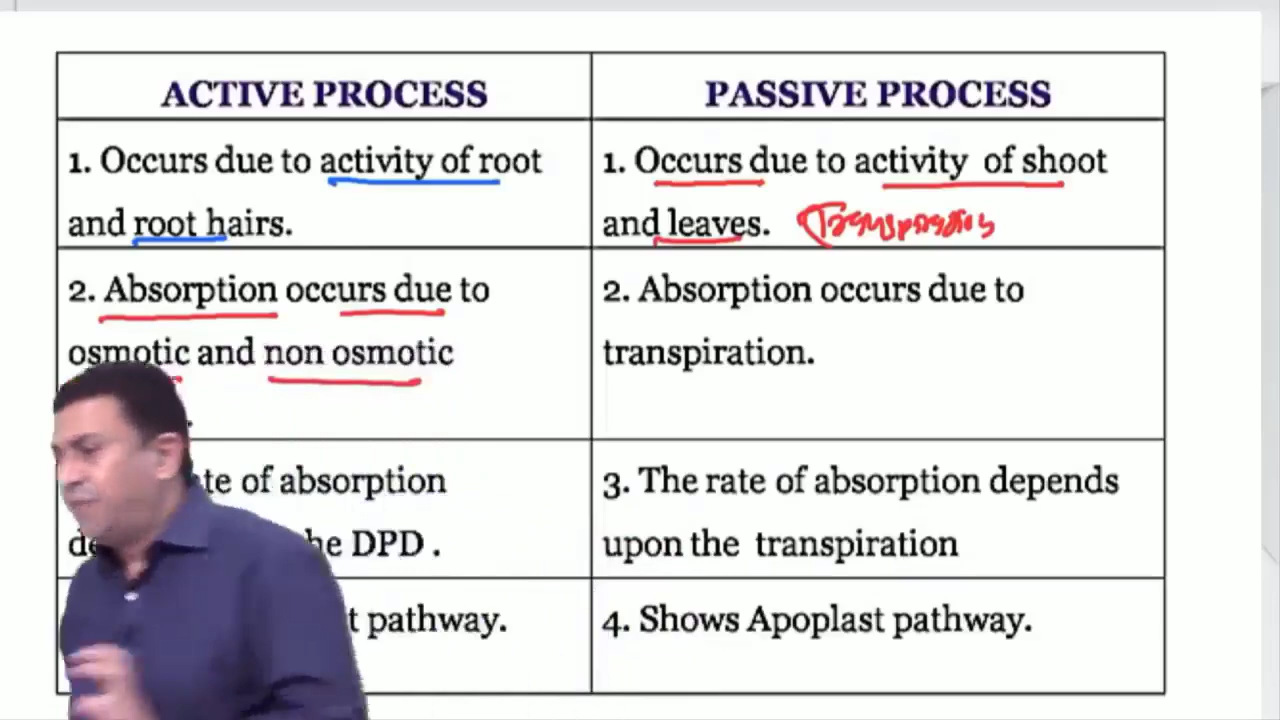 ACTIVE PROCESS
PASSIVE PROCESS
1. Occurs due to activity of root
and root hairs.
1. Occurs due to activity of shoot
and leaves. Transpiration
2. Absorption occurs due to
osmotic and non osmotic
2. Absorption occurs due to
transpiration.
of absorption
DPD .
3. The rate of absorption depends
upon the transpiration
pathway.
4. Shows Apoplast pathway.